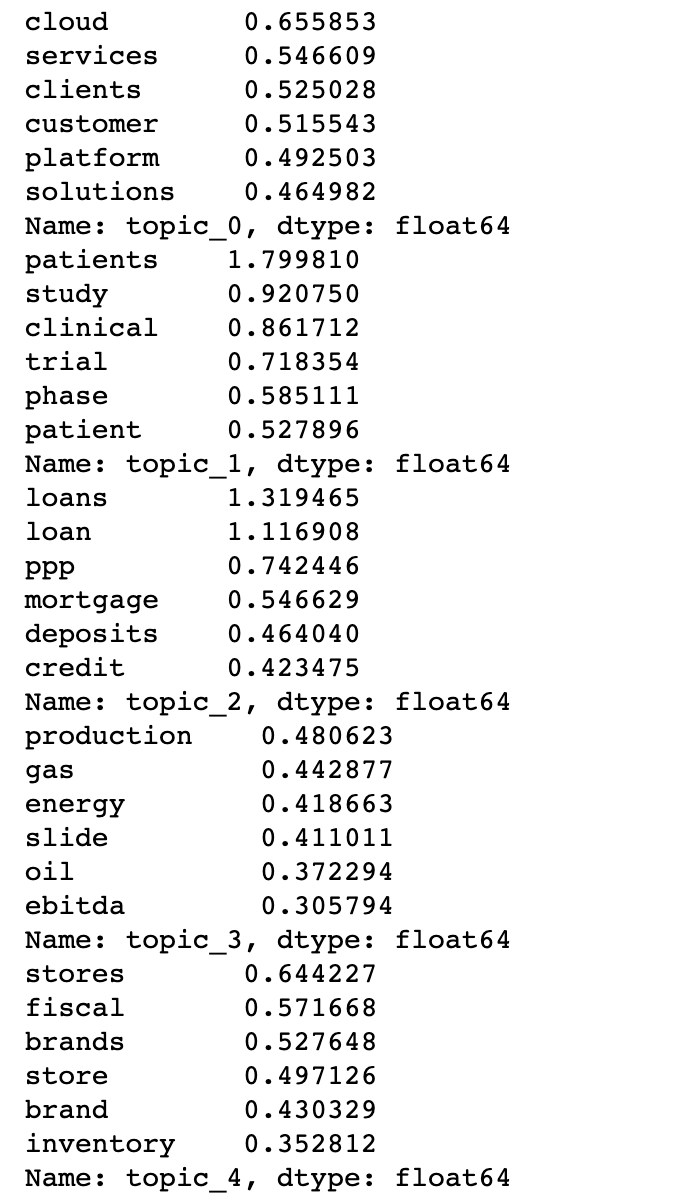 cloud 0.655853
services 0.546609
clients 0.525028
customer 0.515543
platform 0.492503
solutions 0.464982
Name: topic_0, dtype: float64
patients 1.799810
study 0.920750
clinical 0.861712
trial 0.718354
phase 0.585111
patient 0.527896
Name: topic_1, dtype: float64
loans 1.319465
loan 1.116908
ppp 0.742446
mortgage 0.546629
deposits 0.464040
credit 0.423475
Name: topic_2, dtype: float64
production 0.480623
gas 0.442877
energy 0.418663
slide 0.411011
oil 0.372294
ebitda 0.305794
Name: topic_3, dtype: float64
stores 0.644227
fiscal 0.571668
brands 0.527648
store 0.497126
brand 0.430329
inventory 0.352812
Name: topic_4, dtype: float64